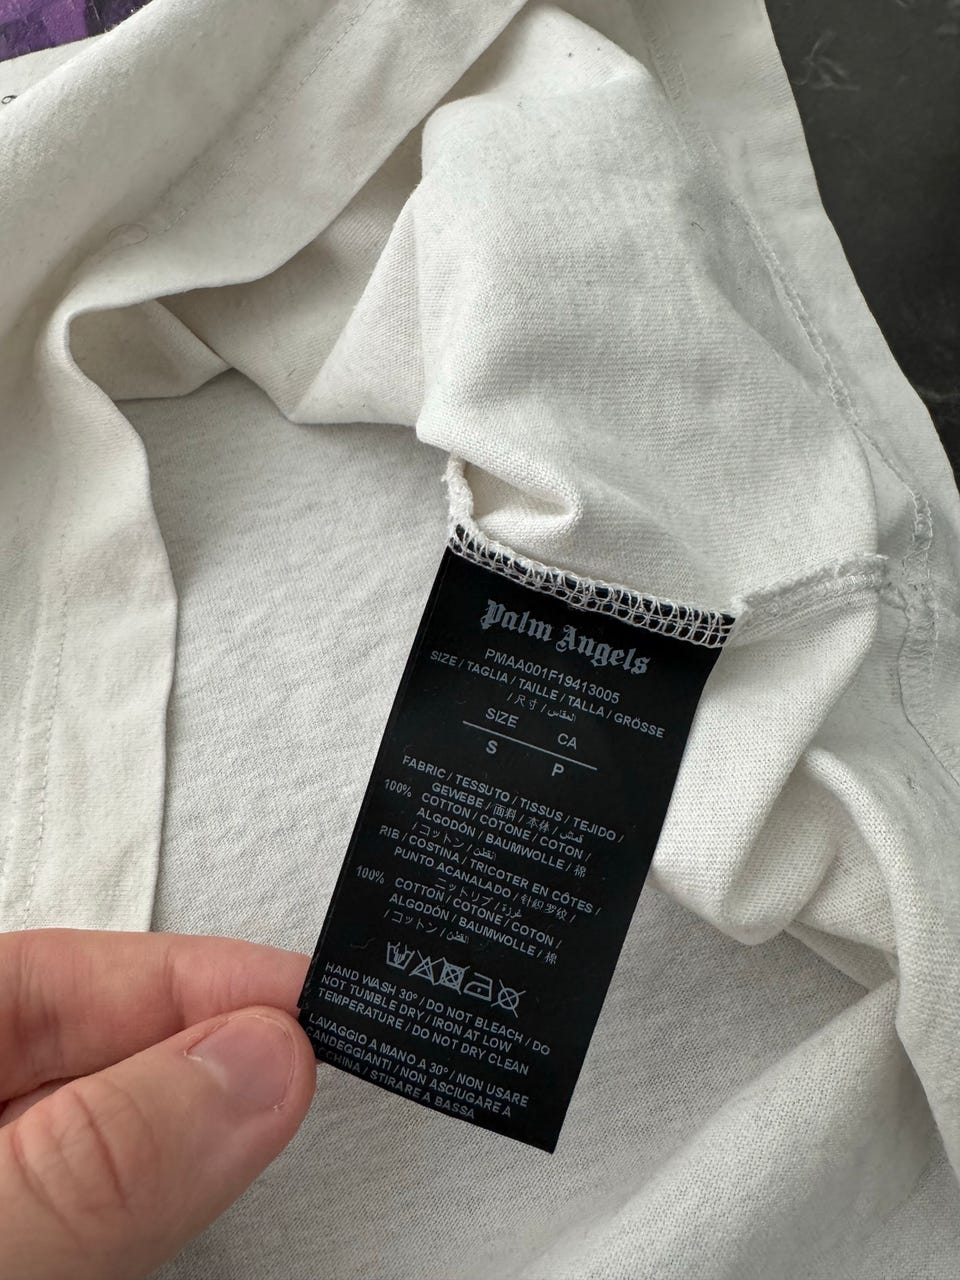 Palm Angels
PMAA001F19413005
SIZE / TAGLIA / TAILLE / TALLA / GRÖSSE
/ 尺寸 / المقاس
SIZE CA
S P
FABRIC / TESSUTO / TISSUS / TEJIDO /
GEWEBE / 面料 / 本体 / قماش
100% COTTON / COTONE / COTON /
ALGODÓN / BAUMWOLLE / 棉
/ コットン / القطن
RIB / COSTINA / TRICOTER EN CÔTES /
PUNTO ACANALADO / 针织罗纹 /
ニットリブ / غرزة
100% COTTON / COTONE / COTON /
ALGODÓN / BAUMWOLLE / 棉
/ コットン / القطن
HAND WASH 30° / DO NOT BLEACH / DO
NOT TUMBLE DRY / IRON AT LOW
TEMPERATURE / DO NOT DRY CLEAN
LAVAGGIO A MANO A 30° / NON USARE
CANDEGGIANTI / NON ASCIUGARE A
CCHINA / STIRARE A BASSA